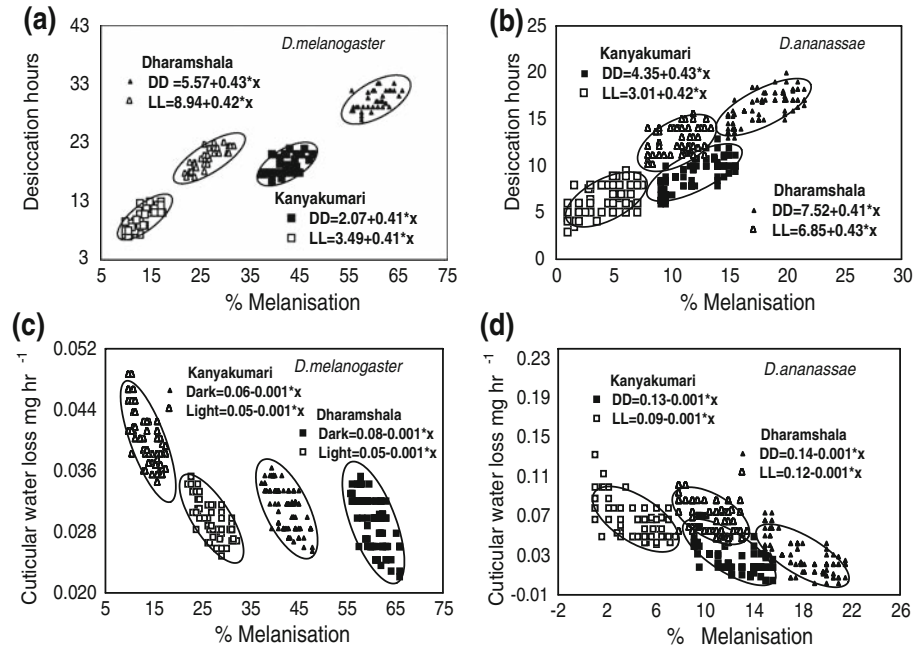 (a)
D.melanogaster
Dharamshala
DD =5.57+0.43*x
LL=8.94+0.42*x
Kanyakumari
DD=2.07+0.41*x
LL=3.49+0.41*x
Desiccation hours
43
33
23
13
3
5 15 25 35 45 55 65 75
% Melanisation
(b)
D.ananassae
Kanyakumari
DD=4.35+0.43*x
LL=3.01+0.42*x
Dharamshala
DD=7.52+0.41*x
LL=6.85+0.43*x
Desiccation hours
25
20
15
10
5
0
0 5 10 15 20 25 30
% Melanisation
(c)
D.melanogaster
Kanyakumari
Dark=0.06-0.001*x
Light=0.05-0.001*x
Dharamshala
Dark=0.08-0.001*x
Light=0.05-0.001*x
Cuticular water loss mg hr -1
0.052
0.044
0.036
0.028
0.020
5 15 25 35 45 55 65 75
% Melanisation
(d)
D.ananassae
Kanyakumari
DD=0.13-0.001*x
LL=0.09-0.001*x
Dharamshala
DD=0.14-0.001*x
LL=0.12-0.001*x
Cuticular water loss mg hr -1
0.23
0.19
0.15
0.11
0.07
0.03
-0.01
-2 2 6 10 14 18 22 26
% Melanisation